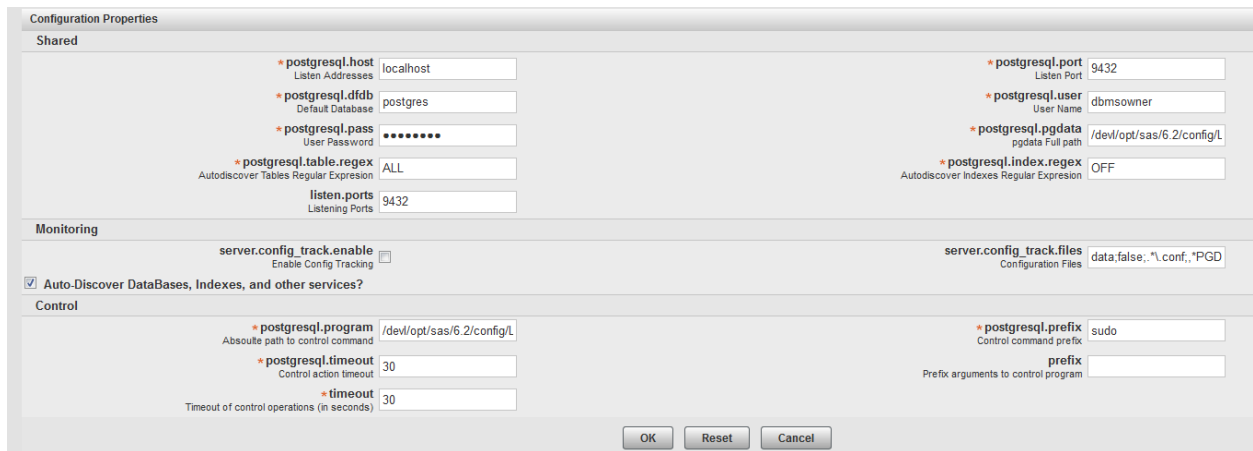 Configuration Properties
Shared
*postgresql.host
Listen Addresses
localhost
*postgresql.port
Listen Port
9432
*postgresql.dfdb
Default Database
postgres
*postgresql.user
User Name
dbmsowner
*postgresql.pass
User Password
••••••••
*postgresql.pgdata
pgdata Full path
/devl/opt/sas/6.2/config/L
*postgresql.table.regex
Autodiscover Tables Regular Expresion
ALL
*postgresql.index.regex
Autodiscover Indexes Regular Expresion
OFF
listen.ports
Listening Ports
9432
Monitoring
server.config_track.enable
Enable Config Tracking
server.config_track.files
Configuration Files
data;false;.*\.conf;,*PGD
Auto-Discover DataBases, Indexes, and other services?
Control
*postgresql.program
Absoulte path to control command
/devl/opt/sas/6.2/config/L
*postgresql.prefix
Control command prefix
sudo
*postgresql.timeout
Control action timeout
30
prefix
Prefix arguments to control program
*timeout
Timeout of control operations (in seconds)
30
OK Reset Cancel